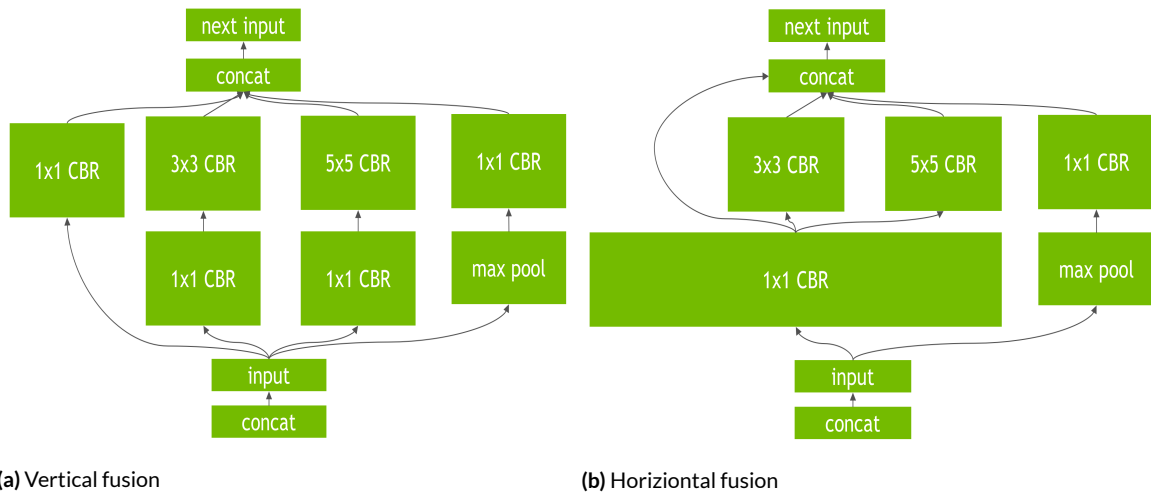 next input
concat
1x1 CBR
3x3 CBR
5x5 CBR
1x1 CBR
1x1 CBR
1x1 CBR
max pool
input
concat
(a) Vertical fusion
next input
concat
3x3 CBR
5x5 CBR
1x1 CBR
1x1 CBR
max pool
input
concat
(b) Horiziontal fusion